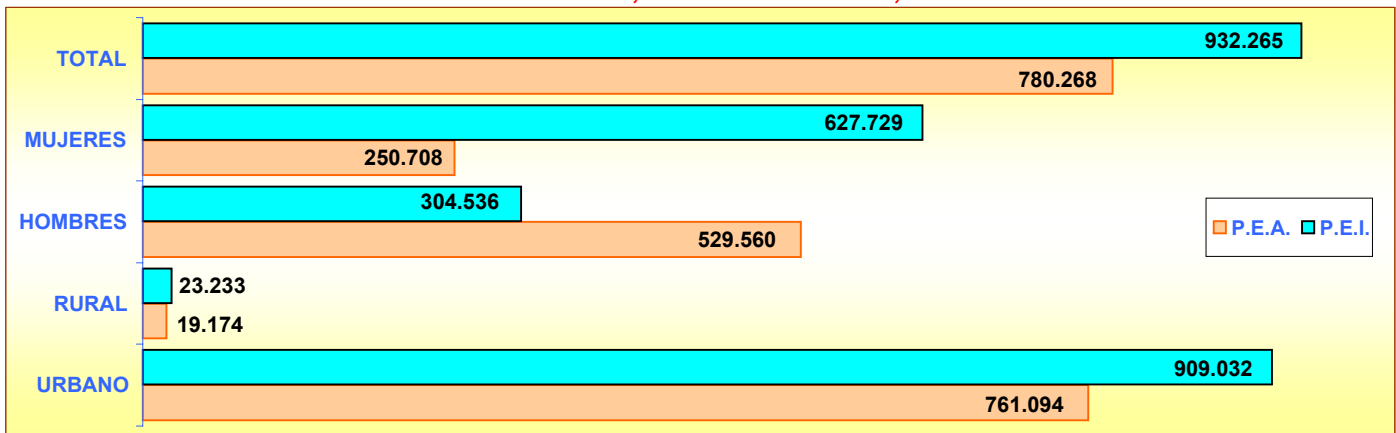 TOTAL
932.265
780.268
MUJERES
627.729
250.708
HOMBRES
304.536
529.560
P.E.A. P.E.I.
RURAL
23.233
19.174
URBANO
909.032
761.094